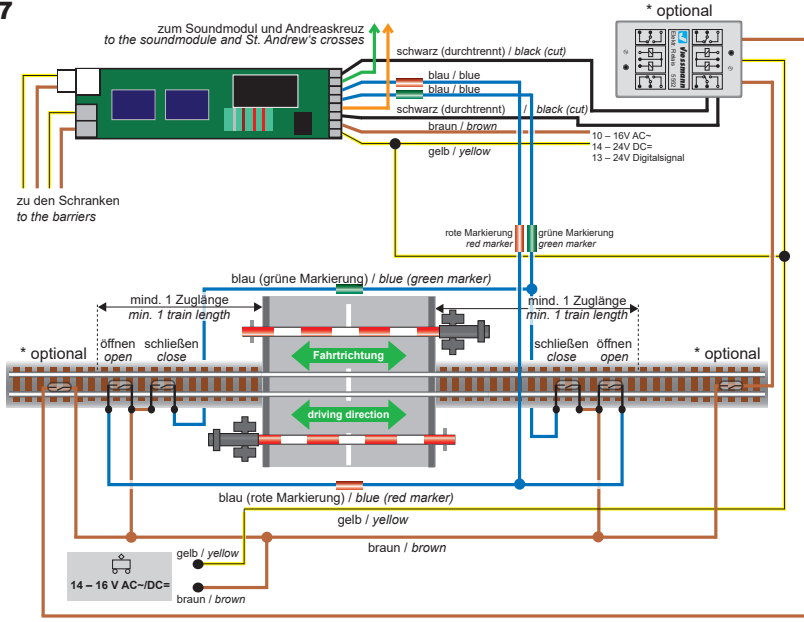 7
* optional
zum Soundmodul und Andreaskreuz
to the soundmodule and St. Andrew's crosses
schwarz (durchtrennt) / black (cut)
blau / blue
blau / blue
schwarz (durchtrennt) / black (cut)
braun / brown
gelb / yellow
viessmann
Elektr. Relais 5552
10 – 16V AC~
14 – 24V DC=
13 – 24V Digitalsignal
zu den Schranken
to the barriers
rote Markierung
red marker
grüne Markierung
green marker
blau (grüne Markierung) / blue (green marker)
mind. 1 Zuglänge
min. 1 train length
mind. 1 Zuglänge
min. 1 train length
* optional
öffnen
open
schließen
close
Fahrtrichtung
schließen
close
öffnen
open
* optional
driving direction
blau (rote Markierung) / blue (red marker)
gelb / yellow
braun / brown
gelb / yellow
14 – 16 V AC~/DC=
braun / brown